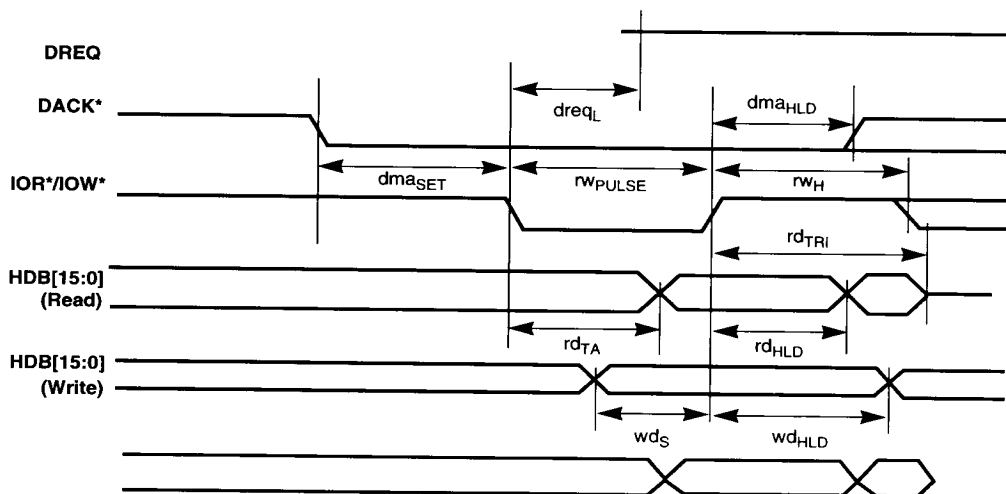 DREQ
DACK*
dreqL
dmaHLD
dmaSET
rwPULSE
rwH
IOR*/IOW*
rdTRI
HDB[15:0]
(Read)
rdTA
rdHLD
HDB[15:0]
(Write)
wdS
wdHLD